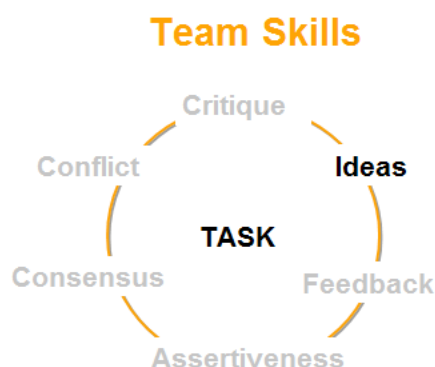 Team Skills
Critique
Conflict
Ideas
TASK
Consensus
Feedback
Assertiveness